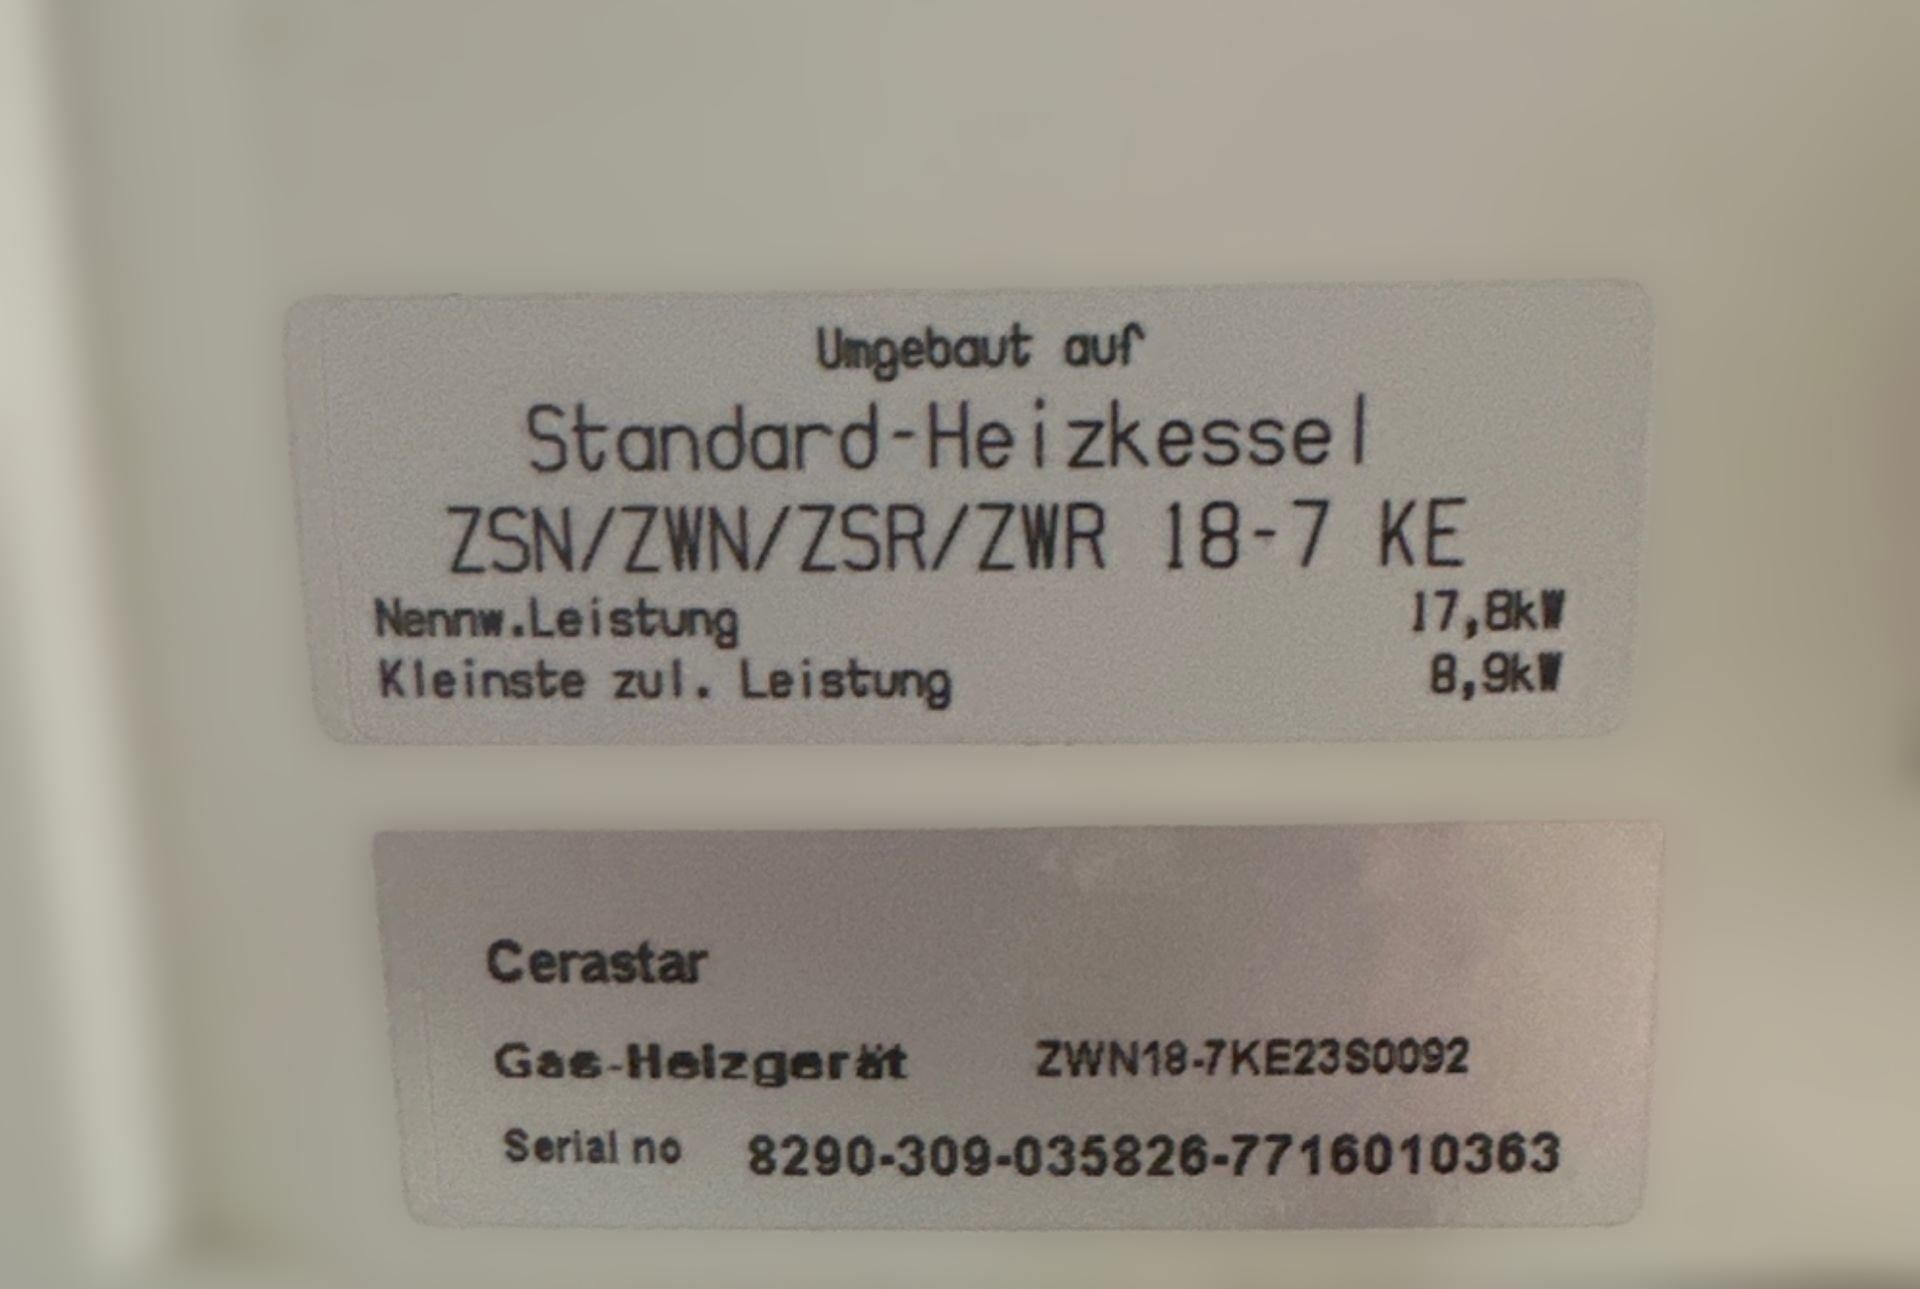 Umgebaut auf
Standard-Heizkessel
ZSN/ZWN/ZSR/ZWR 18-7 KE
Nennw.Leistung 17,8kW
Kleinste zul. Leistung 8,9kW
Cerastar
Gas-Heizgerät ZWN18-7KE23S0092
Serial no 8290-309-035826-7716010363